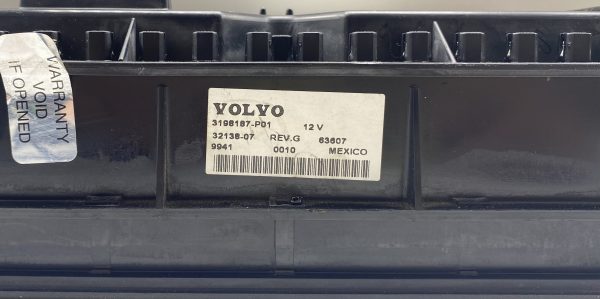 WARRANTY
VOID
IF OPENED
VOLVO
3198187-P01 12 V
32138-07 REV.G 63607
9941 0010 MEXICO